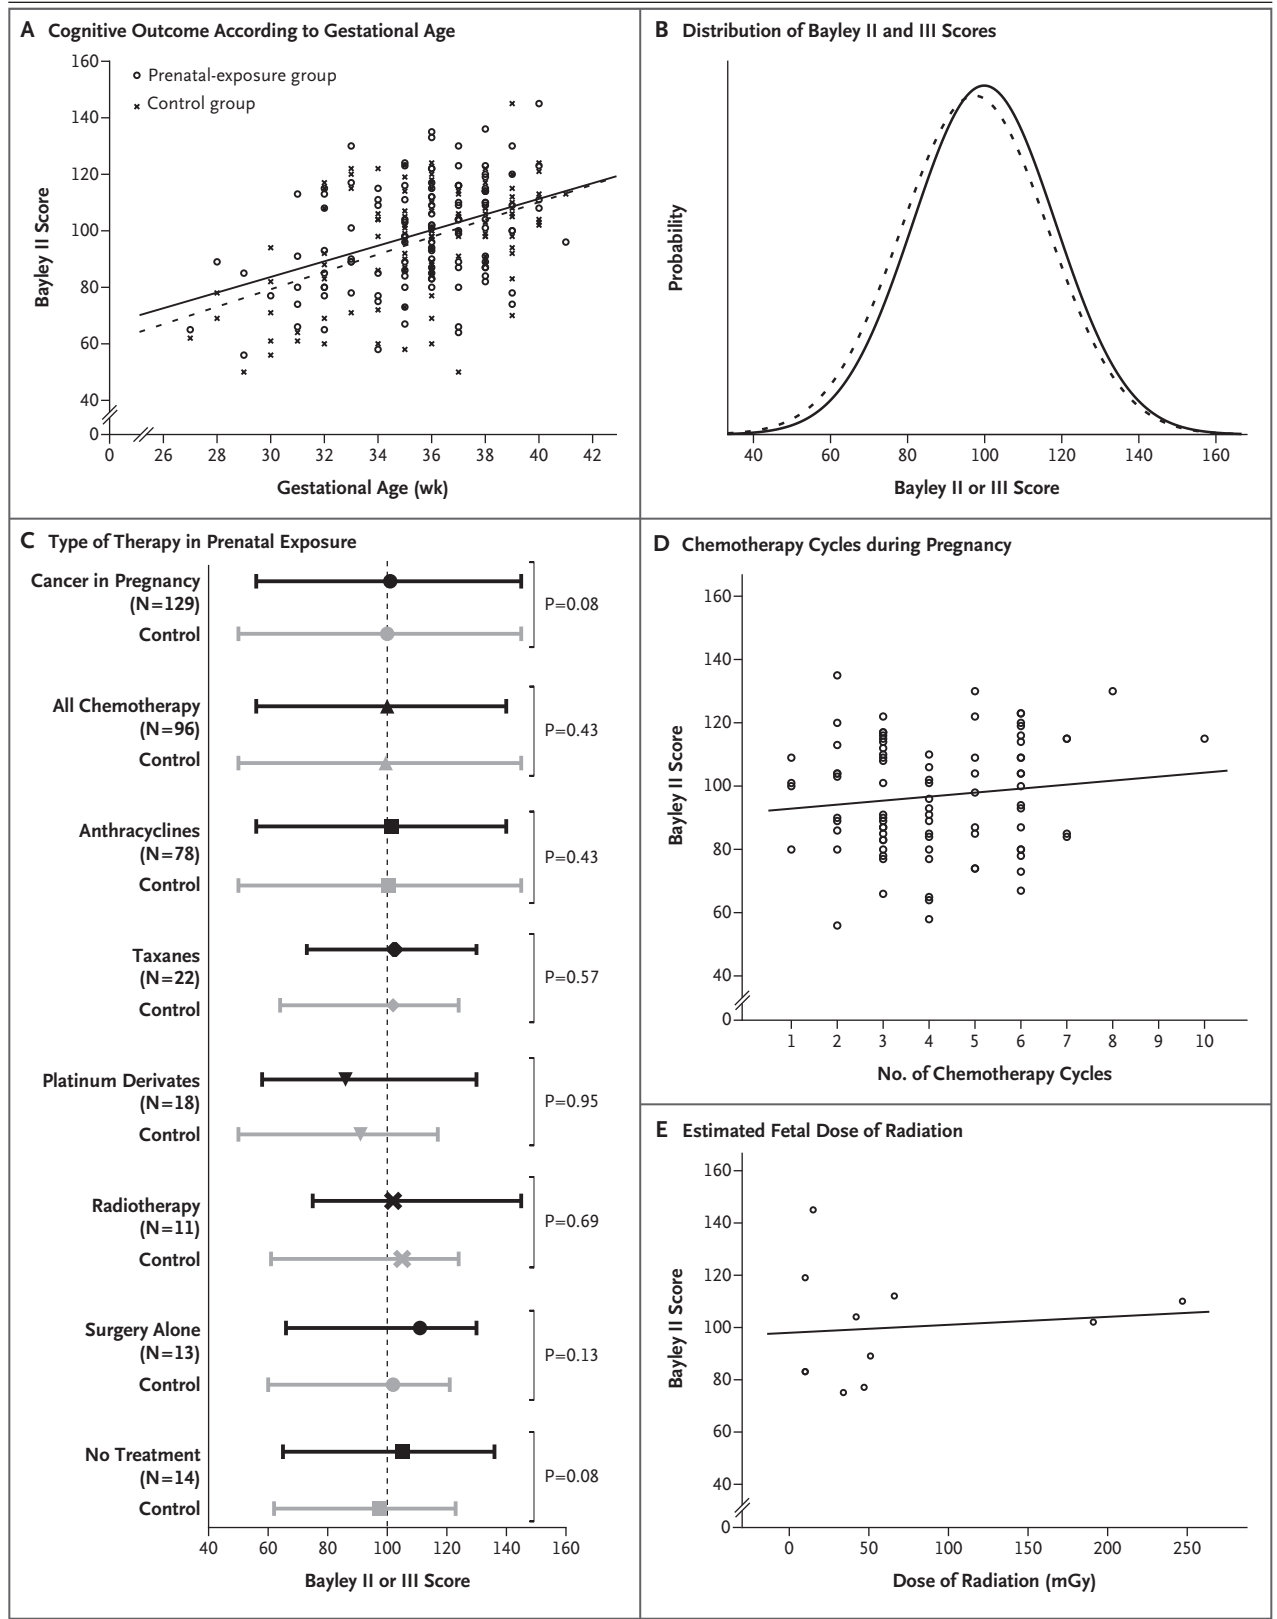 A Cognitive Outcome According to Gestational Age
160
140
120
100
80
60
40
0
Bayley II Score
Prenatal-exposure group
Control group
0 26 28 30 32 34 36 38 40 42
Gestational Age (wk)
B Distribution of Bayley II and III Scores
Probability
40 60 80 100 120 140 160
Bayley II or III Score
C Type of Therapy in Prenatal Exposure
Cancer in Pregnancy
(N=129)
Control
P=0.08
All Chemotherapy
(N=96)
Control
P=0.43
Anthracyclines
(N=78)
Control
P=0.43
Taxanes
(N=22)
Control
P=0.57
Platinum Derivates
(N=18)
Control
P=0.95
Radiotherapy
(N=11)
Control
P=0.69
Surgery Alone
(N=13)
Control
P=0.13
No Treatment
(N=14)
Control
P=0.08
40 60 80 100 120 140 160
Bayley II or III Score
D Chemotherapy Cycles during Pregnancy
160
140
120
100
80
60
40
0
Bayley II Score
1 2 3 4 5 6 7 8 9 10
No. of Chemotherapy Cycles
E Estimated Fetal Dose of Radiation
160
140
120
100
80
60
40
0
Bayley II Score
0 50 100 150 200 250
Dose of Radiation (mGy)